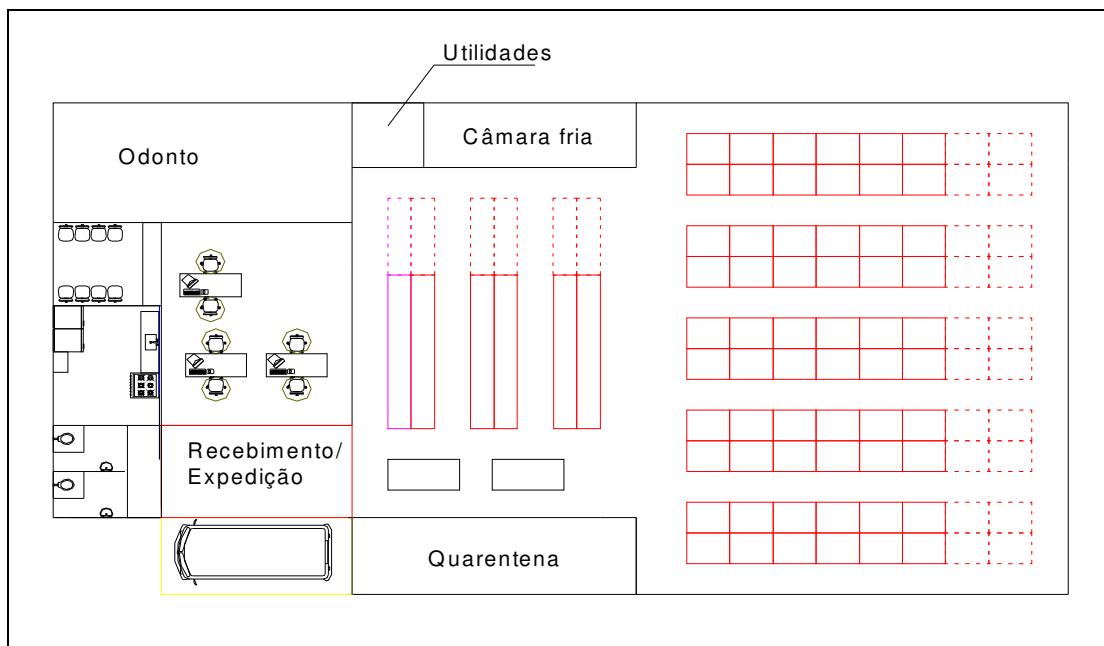 Utilidades
Câmara fria
Odonto
Recebimento/
Expedição
Quarentena